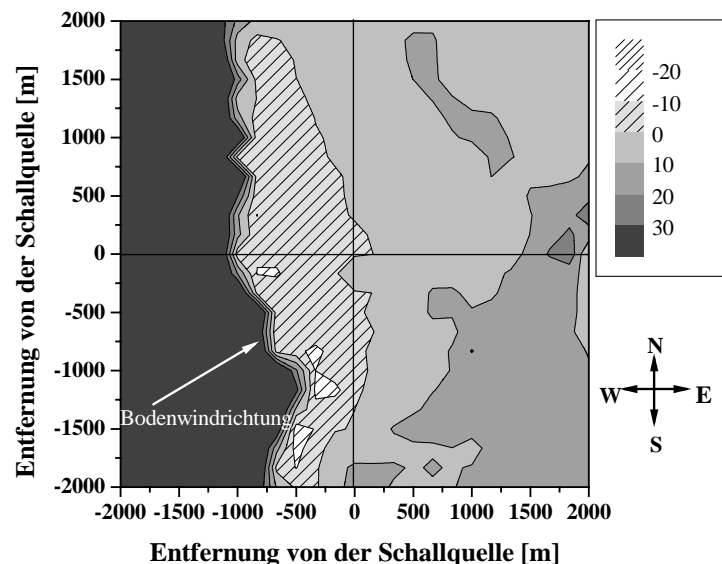 2000
1500
1000
500
0
-500
-1000
-1500
-2000
Entfernung von der Schallquelle [m]
Bodenwindrichtung
-2000 -1500 -1000 -500 0 500 1000 1500 2000
Entfernung von der Schallquelle [m]
-20
-10
0
10
20
30
N
W E
S